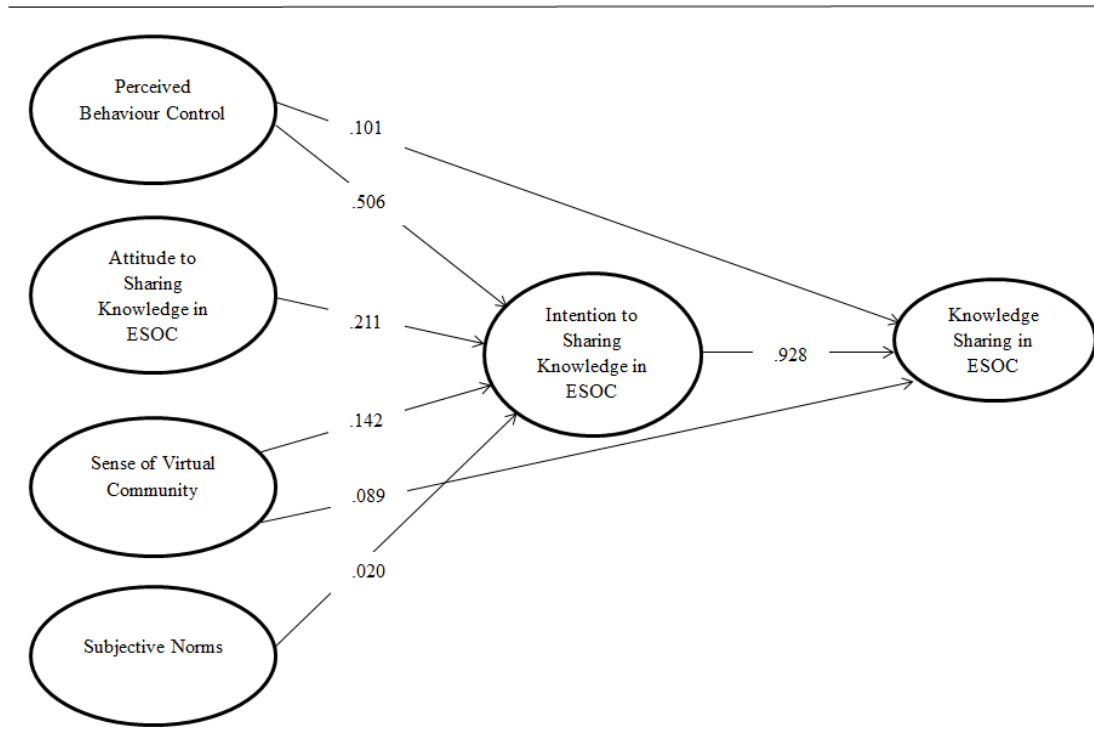 Perceived
Behaviour Control
.101
.506
Attitude to
Sharing
Knowledge in
ESOC
.211
Intention to
Sharing
Knowledge in
ESOC
.928
Knowledge
Sharing in
ESOC
.142
Sense of Virtual
Community
.089
.020
Subjective Norms